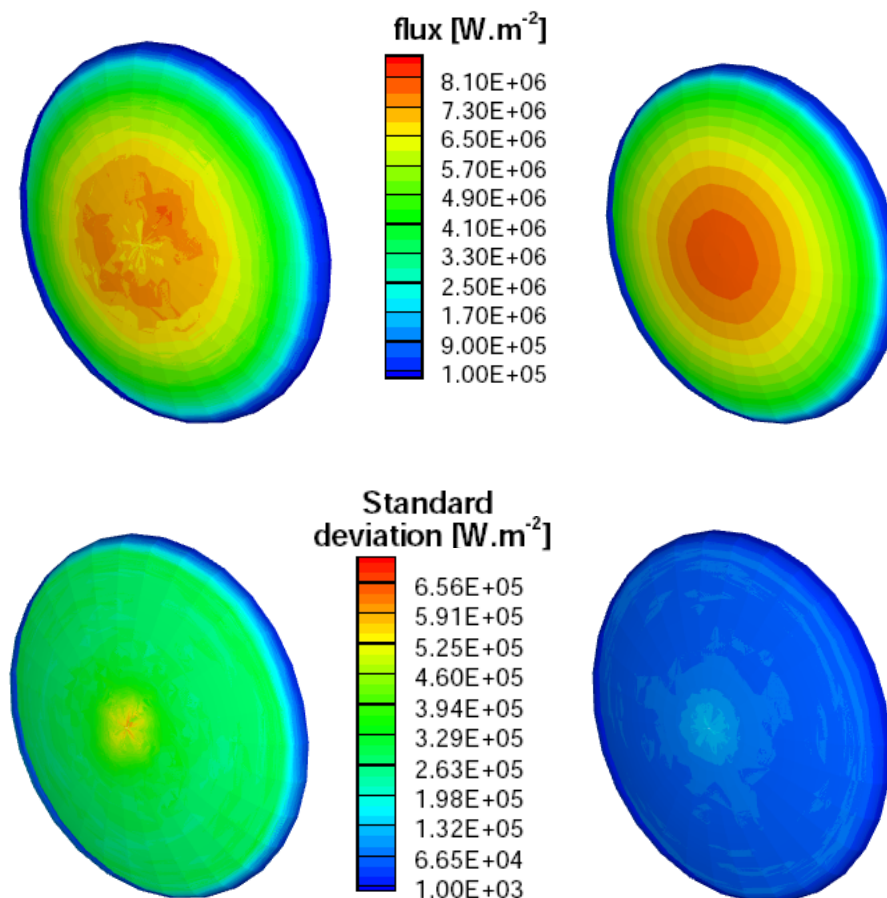 flux [W.m-2]
8.10E+06
7.30E+06
6.50E+06
5.70E+06
4.90E+06
4.10E+06
3.30E+06
2.50E+06
1.70E+06
9.00E+05
1.00E+05
Standard
deviation [W.m-2]
6.56E+05
5.91E+05
5.25E+05
4.60E+05
3.94E+05
3.29E+05
2.63E+05
1.98E+05
1.32E+05
6.65E+04
1.00E+03